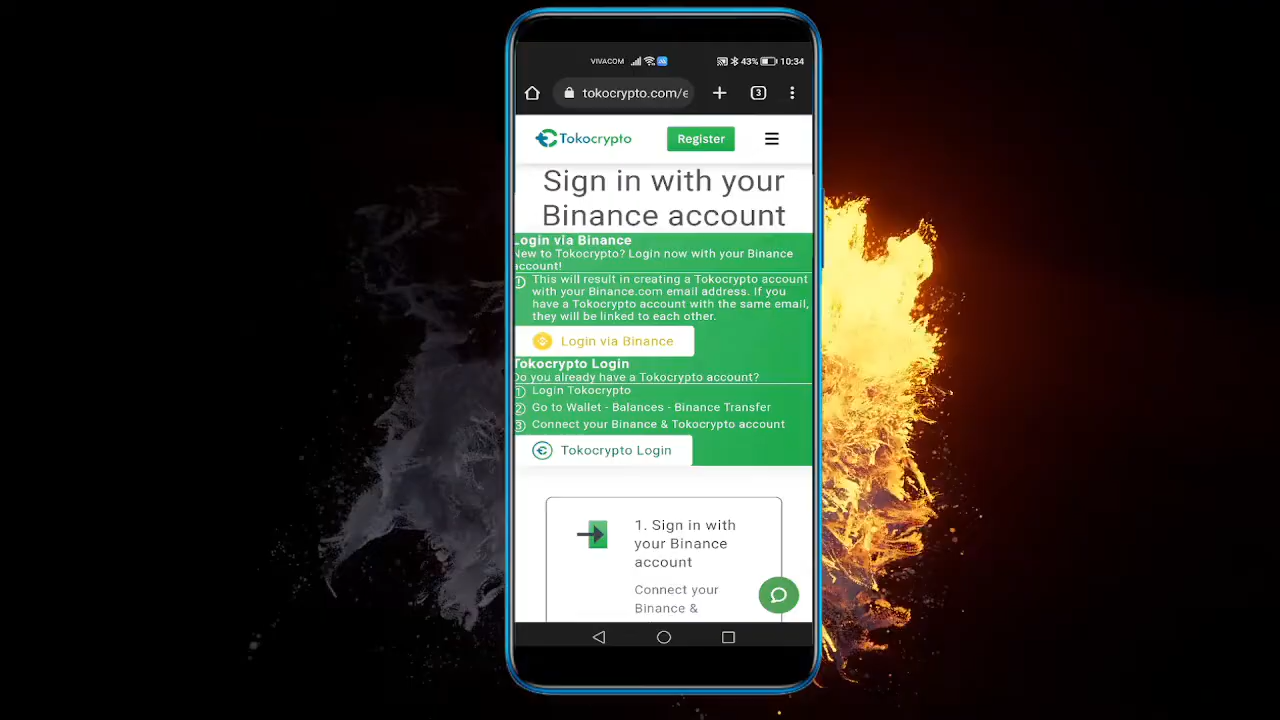 VIVACOM 43% 10:34
tokocrypto.com/e 3
Tokocrypto Register
Sign in with your
Binance account
Login via Binance
New to Tokocrypto? Login now with your Binance
account!
This will result in creating a Tokocrypto account
with your Binance.com email address. If you
have a Tokocrypto account with the same email,
they will be linked to each other.
Login via Binance
Tokocrypto Login
Do you already have a Tokocrypto account?
1 Login Tokocrypto
2 Go to Wallet - Balances - Binance Transfer
3 Connect your Binance & Tokocrypto account
Tokocrypto Login
1. Sign in with
your Binance
account
Connect your
Binance &